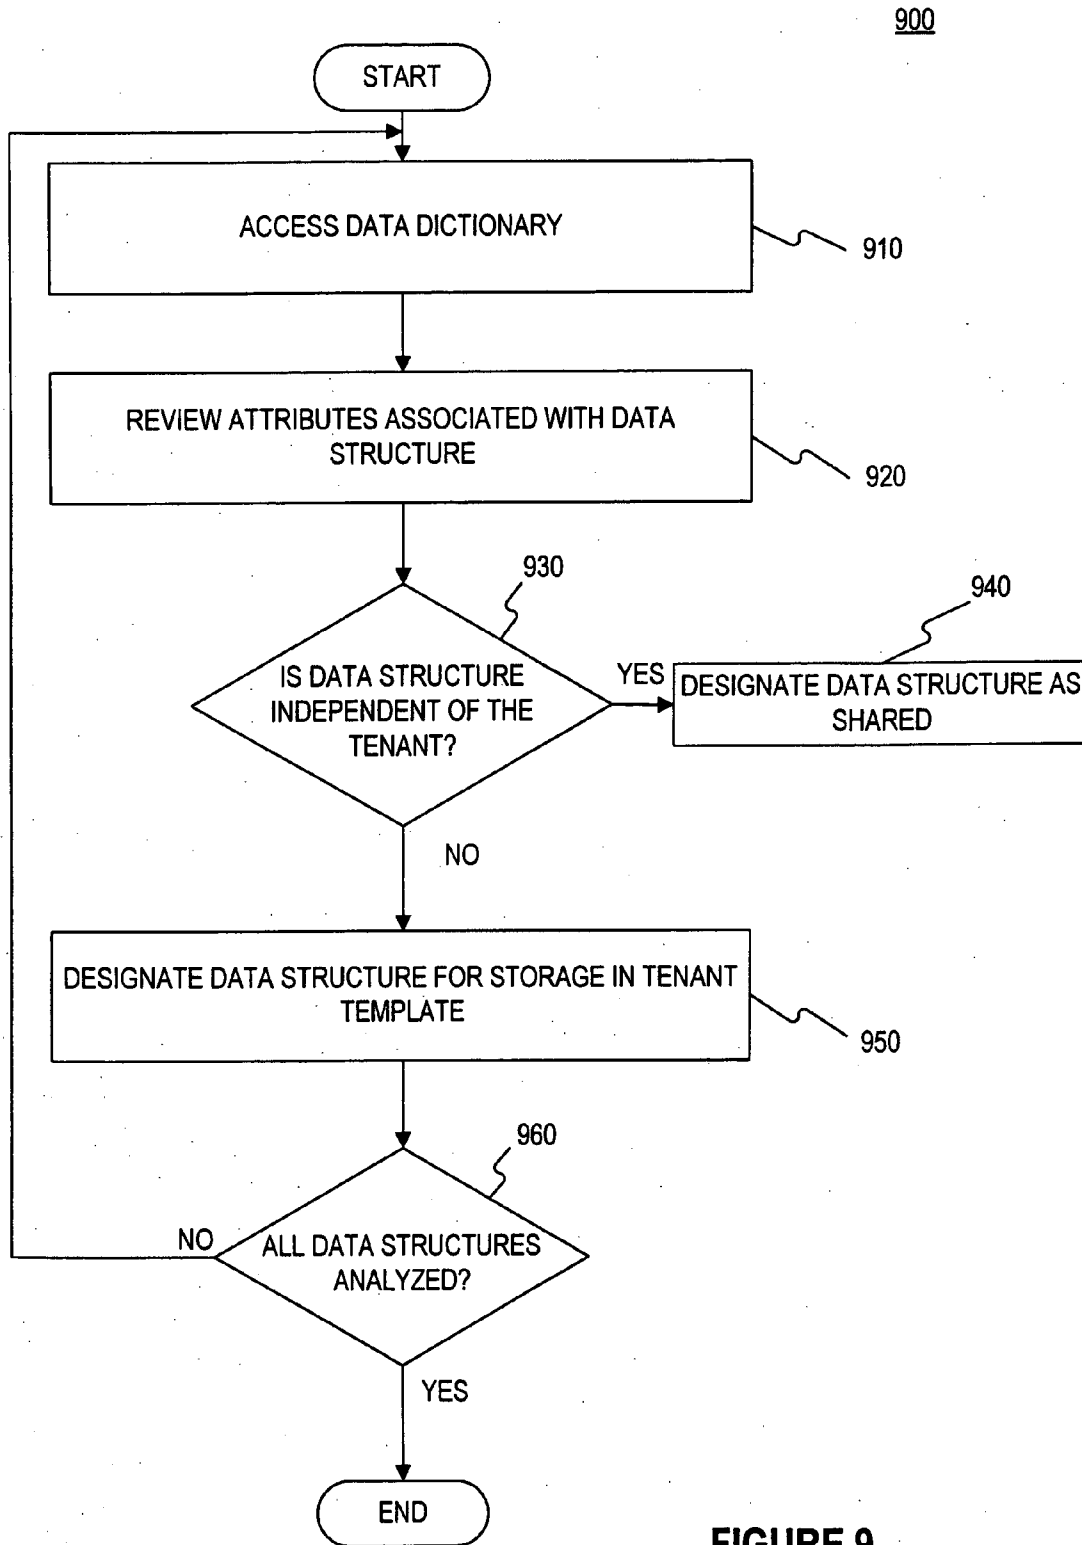 900
START
ACCESS DATA DICTIONARY
910
REVIEW ATTRIBUTES ASSOCIATED WITH DATA
STRUCTURE
920
930
940
IS DATA STRUCTURE
INDEPENDENT OF THE
TENANT?
YES
DESIGNATE DATA STRUCTURE AS
SHARED
NO
DESIGNATE DATA STRUCTURE FOR STORAGE IN TENANT
TEMPLATE
950
960
NO
ALL DATA STRUCTURES
ANALYZED?
YES
END
FIGURE 9